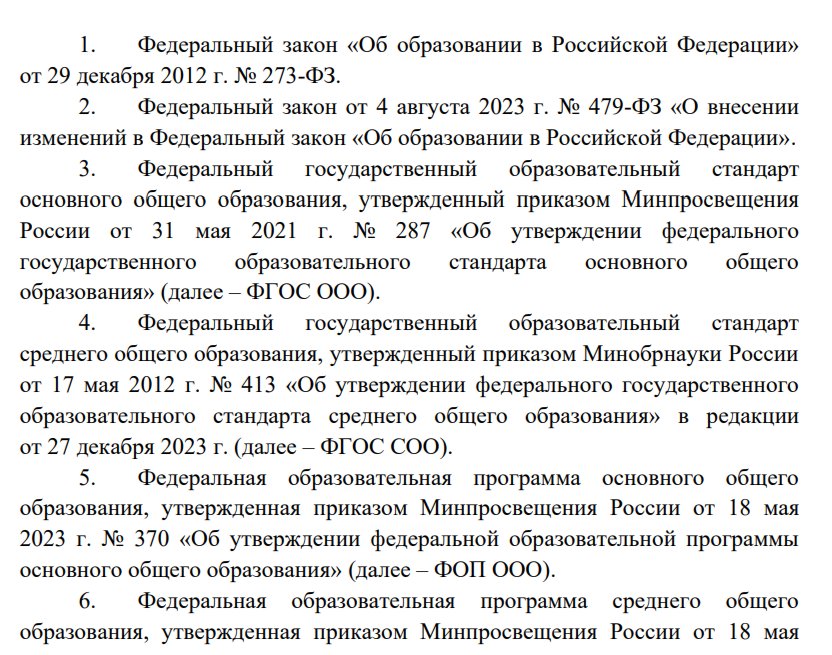 1. Федеральный закон «Об образовании в Российской Федерации»
от 29 декабря 2012 г. № 273-ФЗ.
2. Федеральный закон от 4 августа 2023 г. № 479-ФЗ «О внесении
изменений в Федеральный закон «Об образовании в Российской Федерации».
3. Федеральный государственный образовательный стандарт
основного общего образования, утвержденный приказом Минпросвещения
России от 31 мая 2021 г. № 287 «Об утверждении федерального
государственного образовательного стандарта основного общего
образования» (далее – ФГОС ООО).
4. Федеральный государственный образовательный стандарт
среднего общего образования, утвержденный приказом Минобрнауки России
от 17 мая 2012 г. № 413 «Об утверждении федерального государственного
образовательного стандарта среднего общего образования» в редакции
от 27 декабря 2023 г. (далее – ФГОС СОО).
5. Федеральная образовательная программа основного общего
образования, утвержденная приказом Минпросвещения России от 18 мая
2023 г. № 370 «Об утверждении федеральной образовательной программы
основного общего образования» (далее – ФОП ООО).
6. Федеральная образовательная программа среднего общего
образования, утвержденная приказом Минпросвещения России от 18 мая